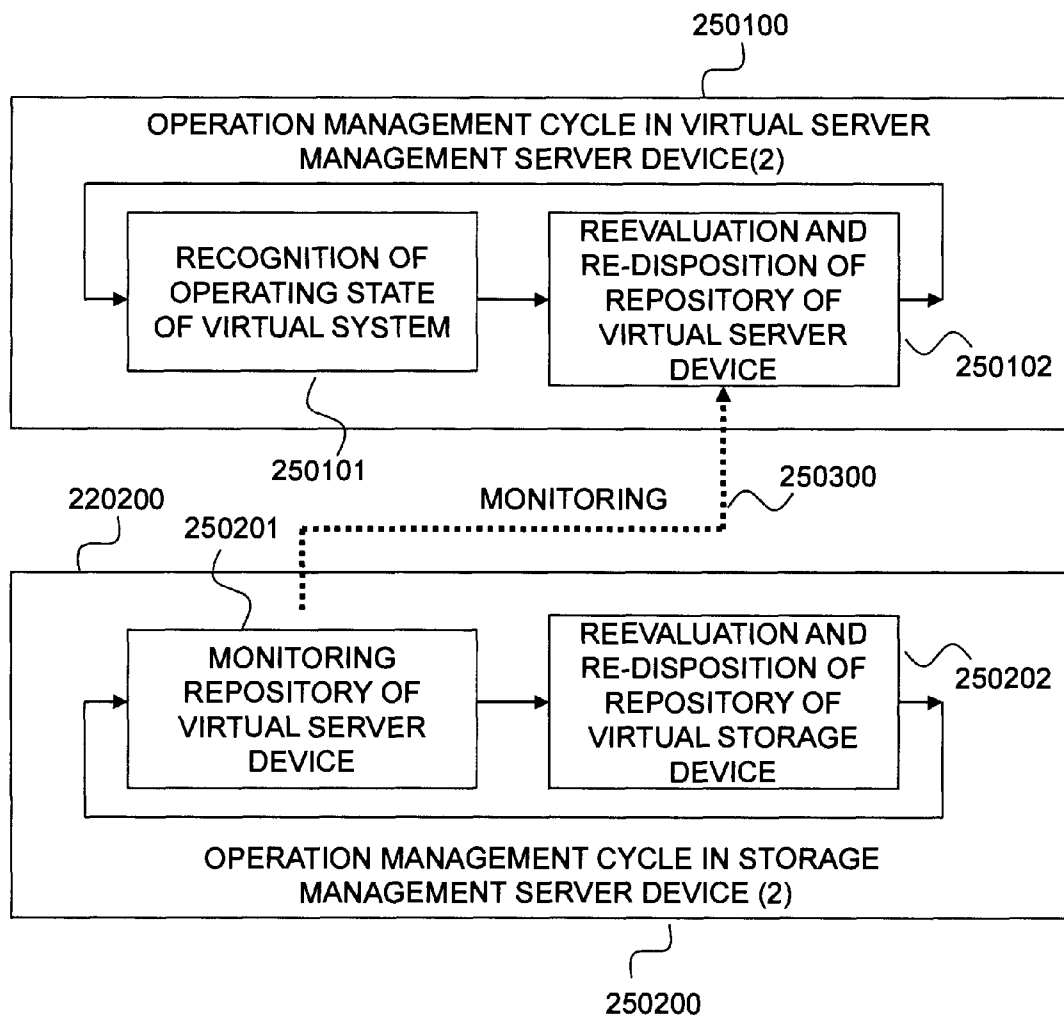 250100
OPERATION MANAGEMENT CYCLE IN VIRTUAL SERVER
MANAGEMENT SERVER DEVICE(2)
RECOGNITION OF
OPERATING STATE
OF VIRTUAL SYSTEM
REEVALUATION AND
RE-DISPOSITION OF
REPOSITORY OF
VIRTUAL SERVER
DEVICE
250102
250101
220200
250201
MONITORING
250300
MONITORING
REPOSITORY OF
VIRTUAL SERVER
DEVICE
REEVALUATION AND
RE-DISPOSITION OF
REPOSITORY OF
VIRTUAL STORAGE
DEVICE
250202
OPERATION MANAGEMENT CYCLE IN STORAGE
MANAGEMENT SERVER DEVICE (2)
250200